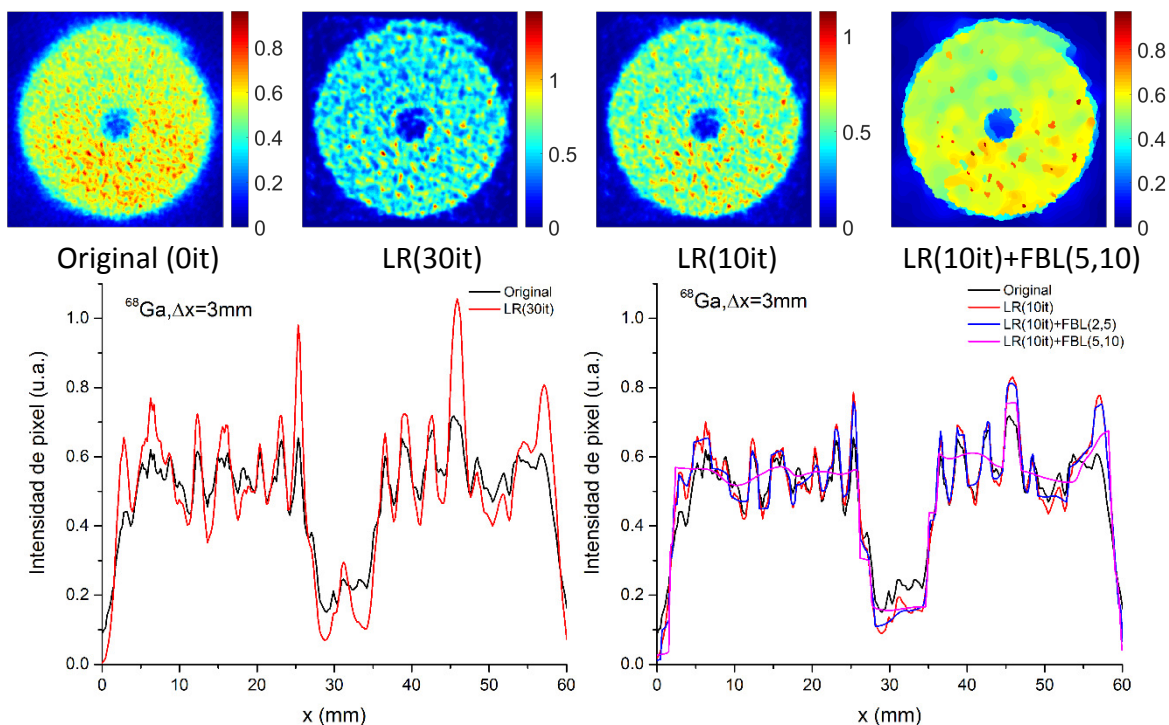 0.8
0.6
0.4
0.2
0
1.5
1
0.5
0
1
0.5
0
1
0.8
0.6
0.4
0.2
0
Original (0it)
LR(30it)
LR(10it)
LR(10it)+FBL(5,10)
⁶⁸Ga,Δx=3mm
Original
LR(30it)
Intensidad de pixel (u.a.)
1.0
0.8
0.6
0.4
0.2
0.0
0 10 20 30 40 50 60
x (mm)
⁶⁸Ga,Δx=3mm
Original
LR(10it)
LR(10it)+FBL(2,5)
LR(10it)+FBL(5,10)
Intensidad de pixel (u.a.)
1.0
0.8
0.6
0.4
0.2
0.0
0 10 20 30 40 50 60
x (mm)